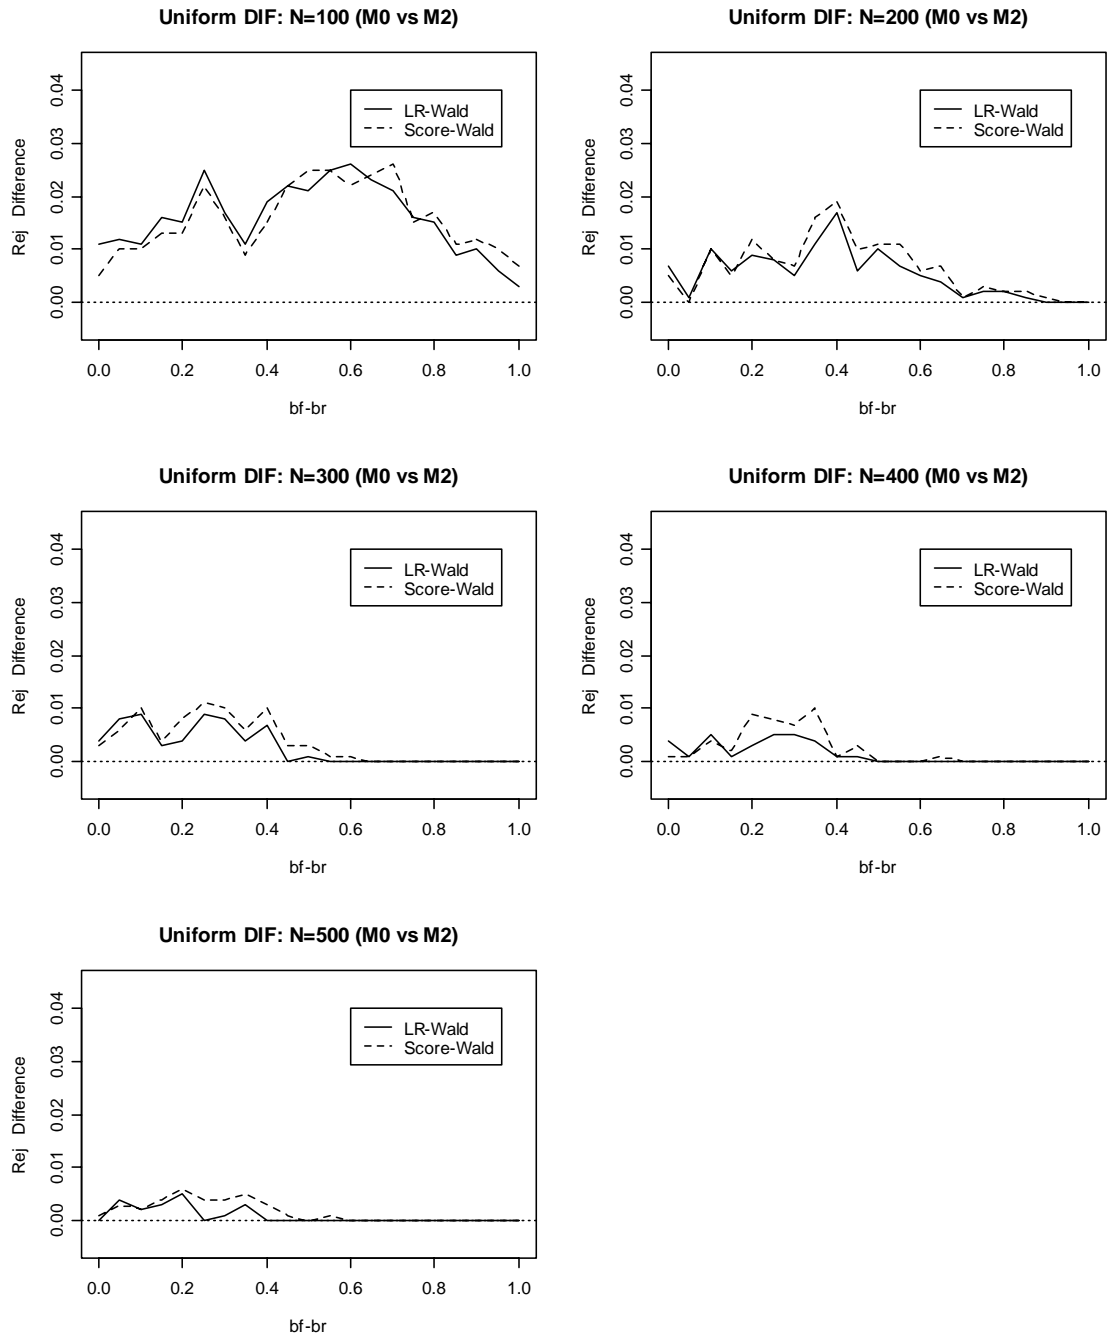 Uniform DIF: N=100 (M0 vs M2)
Rej Difference
0.04
0.03
0.02
0.01
0.00
LR-Wald
Score-Wald
0.0 0.2 0.4 0.6 0.8 1.0
bf-br
Uniform DIF: N=200 (M0 vs M2)
Rej Difference
0.04
0.03
0.02
0.01
0.00
LR-Wald
Score-Wald
0.0 0.2 0.4 0.6 0.8 1.0
bf-br
Uniform DIF: N=300 (M0 vs M2)
Rej Difference
0.04
0.03
0.02
0.01
0.00
LR-Wald
Score-Wald
0.0 0.2 0.4 0.6 0.8 1.0
bf-br
Uniform DIF: N=400 (M0 vs M2)
Rej Difference
0.04
0.03
0.02
0.01
0.00
LR-Wald
Score-Wald
0.0 0.2 0.4 0.6 0.8 1.0
bf-br
Uniform DIF: N=500 (M0 vs M2)
Rej Difference
0.04
0.03
0.02
0.01
0.00
LR-Wald
Score-Wald
0.0 0.2 0.4 0.6 0.8 1.0
bf-br